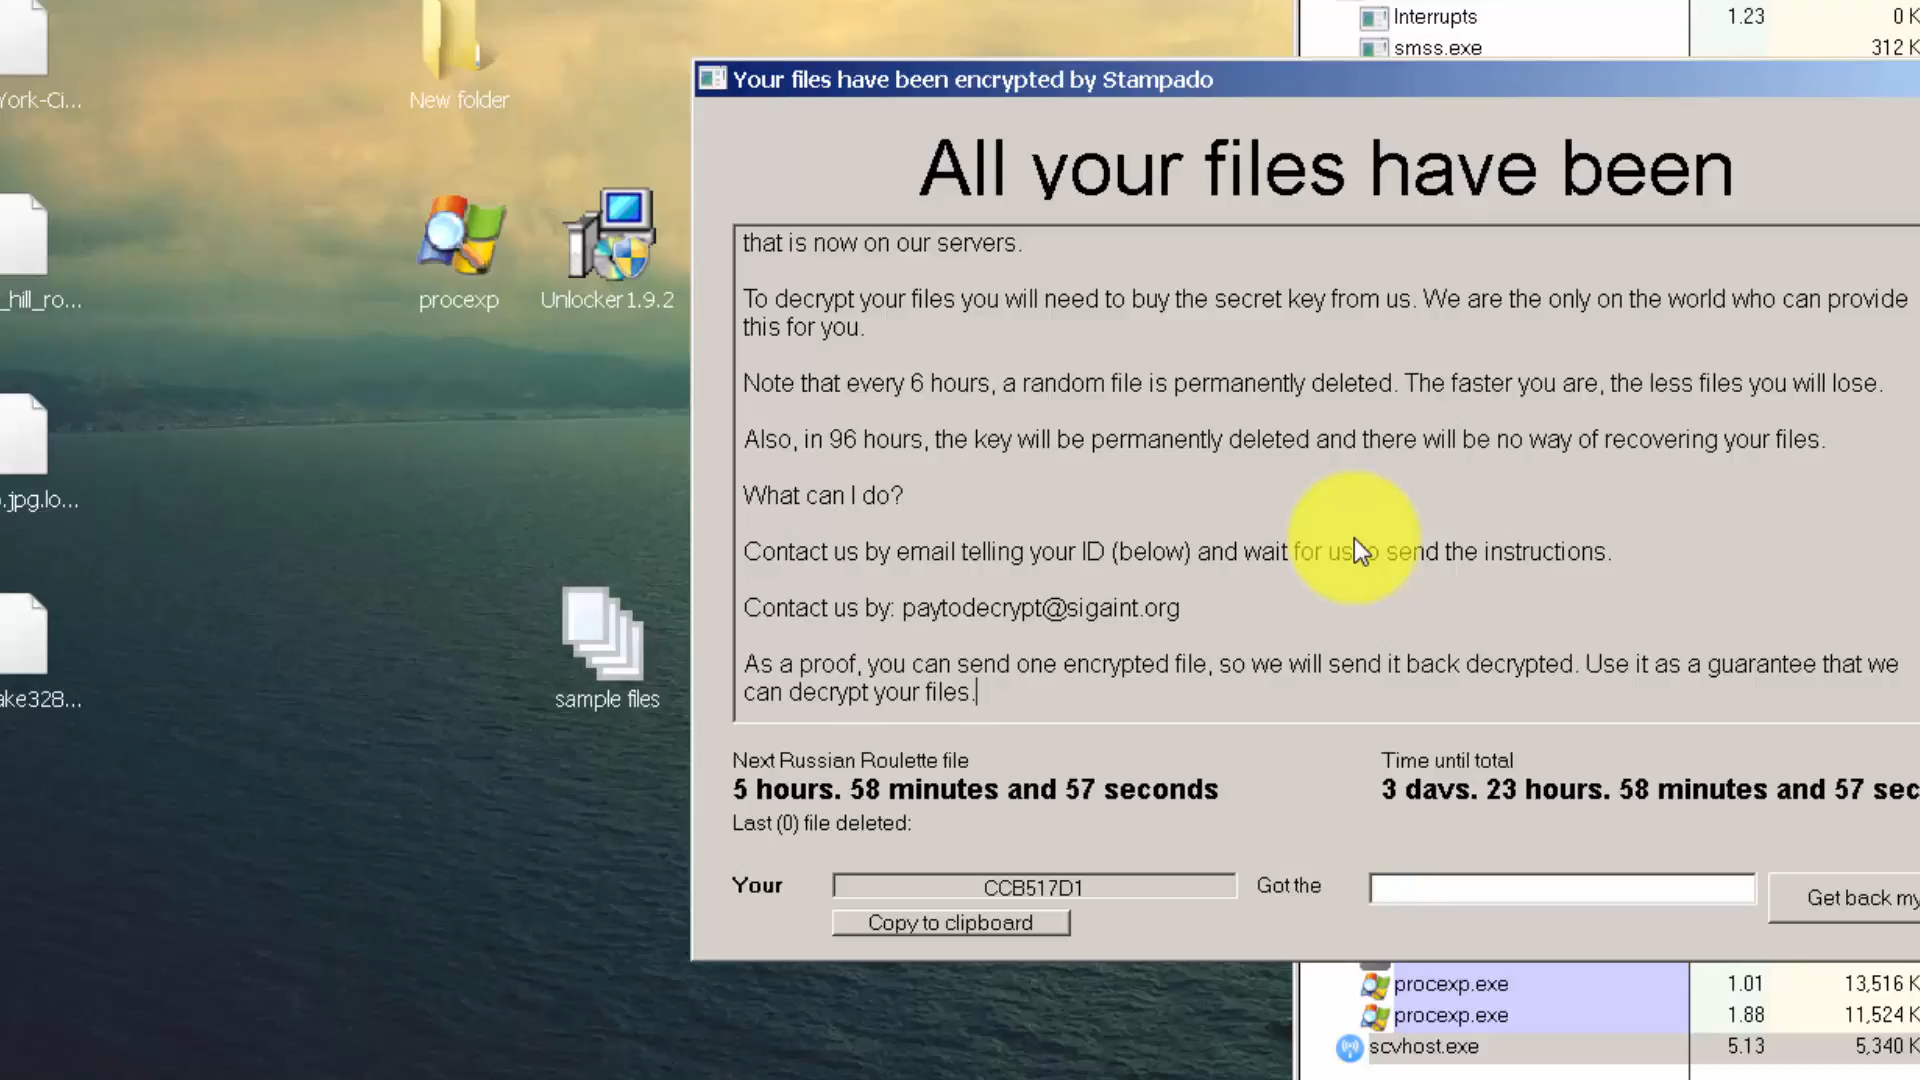 York-Ci...
New folder
_hill_ro...
procexp
Unlocker1.9.2
.jpg.lo...
ake328...
sample files
Interrupts 1.23 0 K
smss.exe 312 K
Your files have been encrypted by Stampado
All your files have been
that is now on our servers.
To decrypt your files you will need to buy the secret key from us. We are the only on the world who can provide
this for you.
Note that every 6 hours, a random file is permanently deleted. The faster you are, the less files you will lose.
Also, in 96 hours, the key will be permanently deleted and there will be no way of recovering your files.
What can I do?
Contact us by email telling your ID (below) and wait for us to send the instructions.
Contact us by: paytodecrypt@sigaint.org
As a proof, you can send one encrypted file, so we will send it back decrypted. Use it as a guarantee that we
can decrypt your files.
Next Russian Roulette file
5 hours. 58 minutes and 57 seconds
Last (0) file deleted:
Time until total
3 days. 23 hours. 58 minutes and 57 sec
Your CCB517D1 Got the
Copy to clipboard
Get back my
procexp.exe 1.01 13,516 K
procexp.exe 1.88 11,524 K
scvhost.exe 5.13 5,340 K